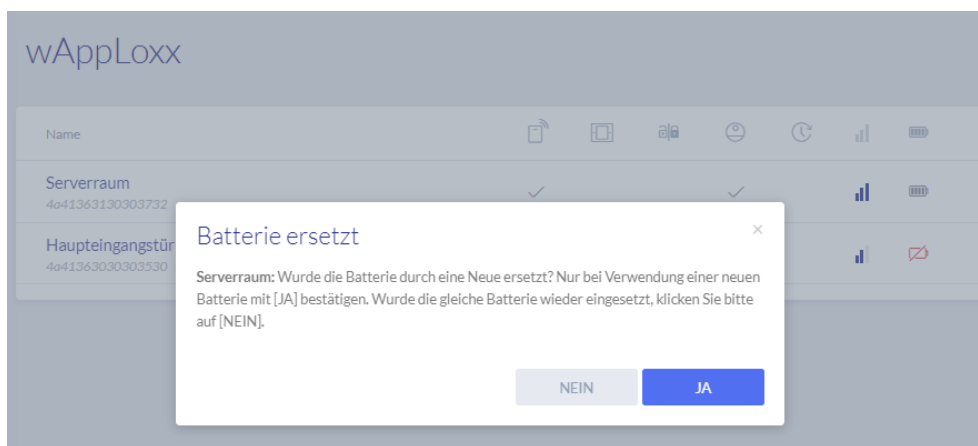 wAppLoxx
Name
Serverraum
4a41363130303732
Haupteingangstür
4a41363030303530
Batterie ersetzt
×
Serverraum: Wurde die Batterie durch eine Neue ersetzt? Nur bei Verwendung einer neuen
Batterie mit [JA] bestätigen. Wurde die gleiche Batterie wieder eingesetzt, klicken Sie bitte
auf [NEIN].
NEIN JA